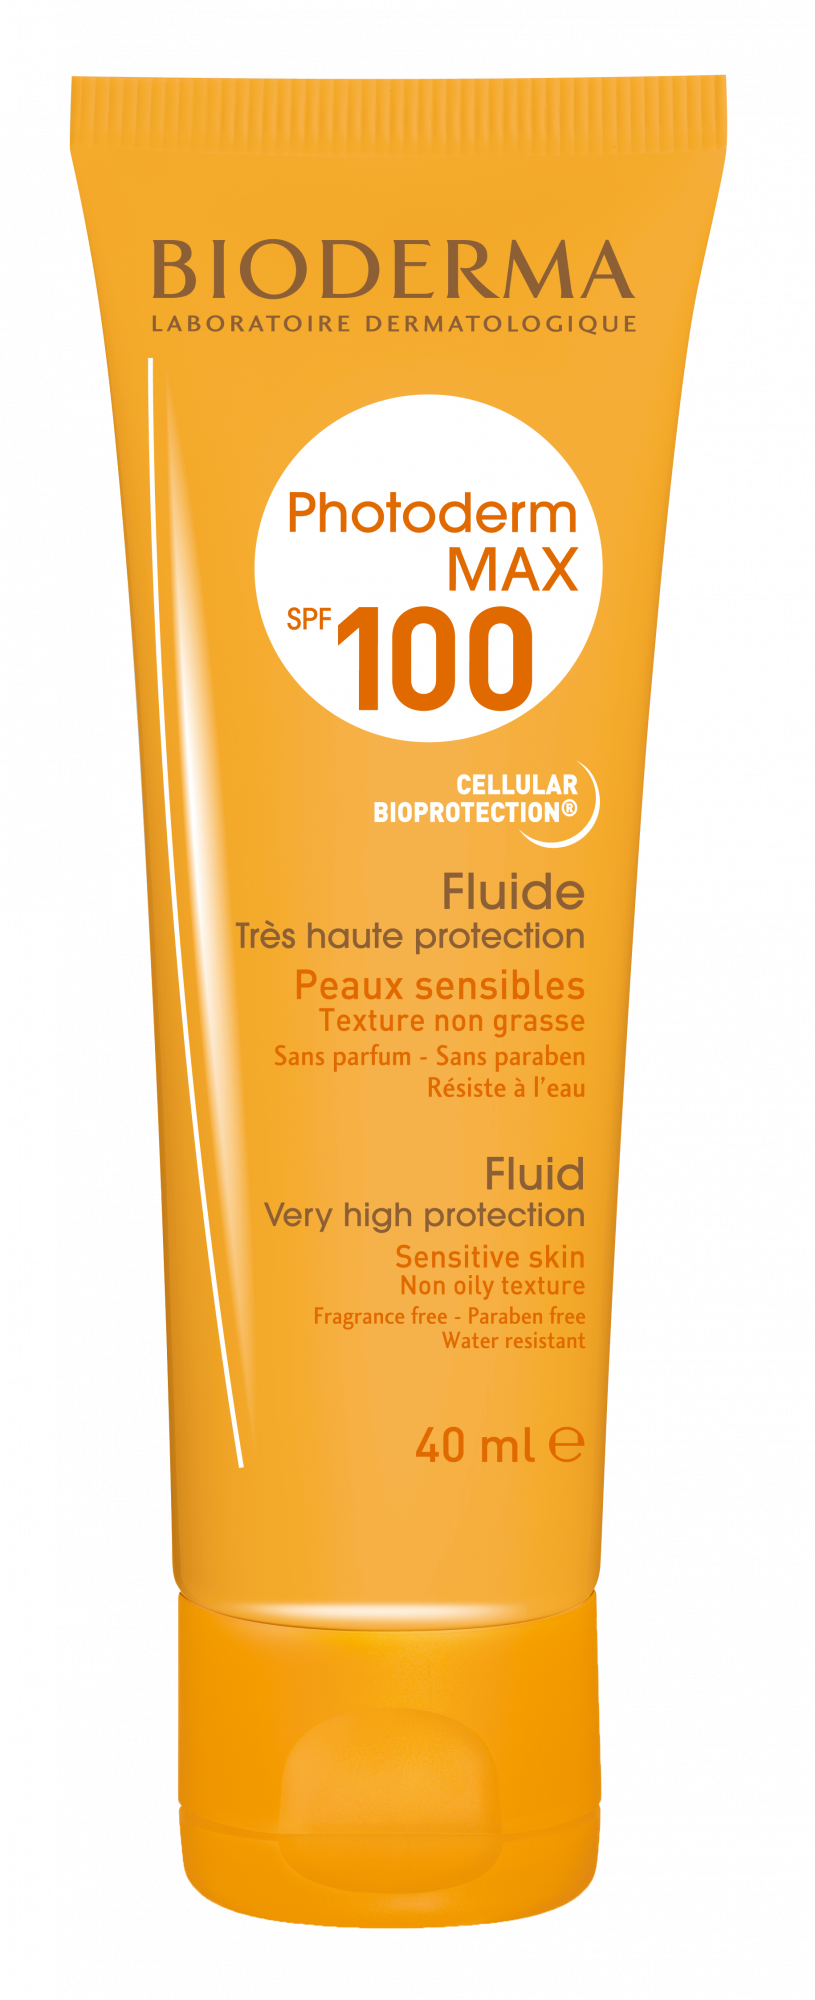 BIODERMA
LABORATOIRE DERMATOLOGIQUE
Photoderm
MAX
SPF 100
CELLULAR
BIOPROTECTION®
Fluide
Très haute protection
Peaux sensibles
Texture non grasse
Sans parfum - Sans paraben
Résiste à l'eau
Fluid
Very high protection
Sensitive skin
Non oily texture
Fragrance free - Paraben free
Water resistant
40 ml ℮